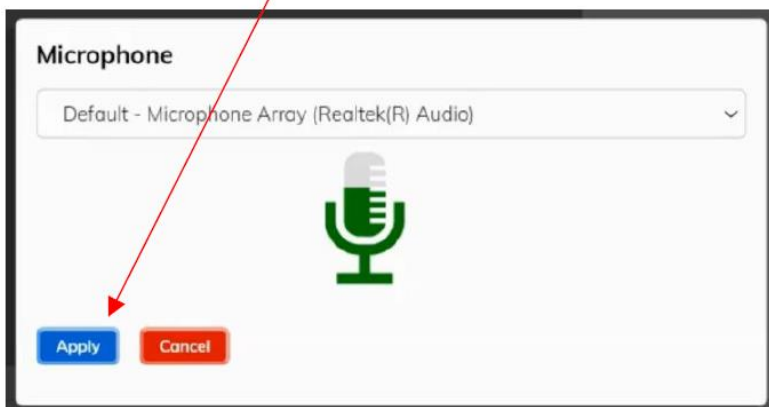 Microphone
Default - Microphone Array (Realtek(R) Audio)
Apply
Cancel